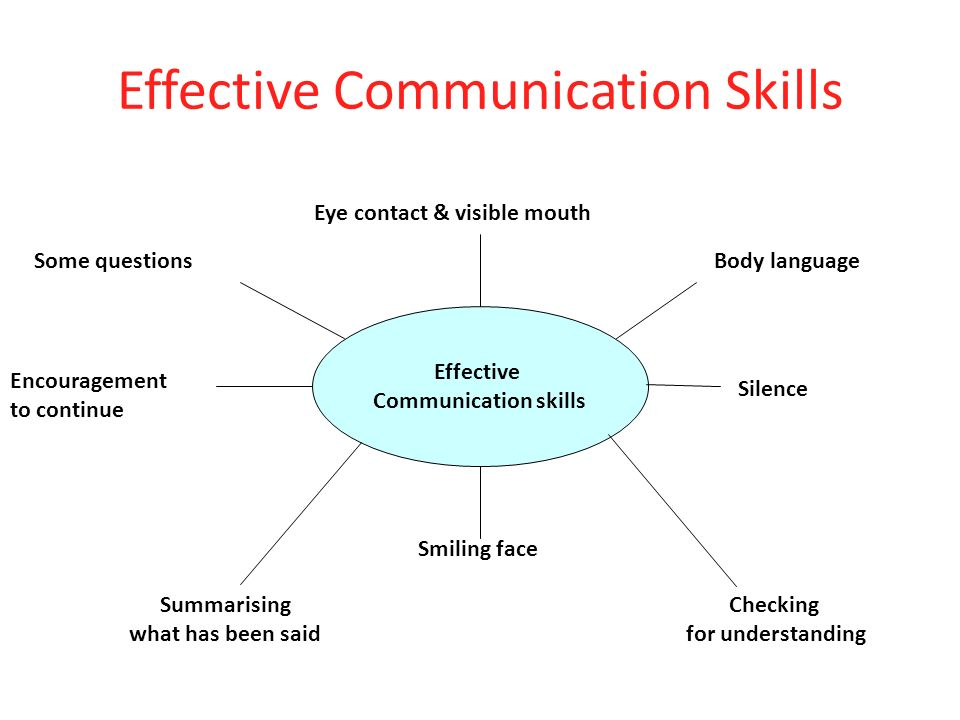 Effective Communication Skills
Eye contact & visible mouth
Some questions
Body language
Effective
Communication skills
Encouragement
to continue
Silence
Smiling face
Summarising
what has been said
Checking
for understanding